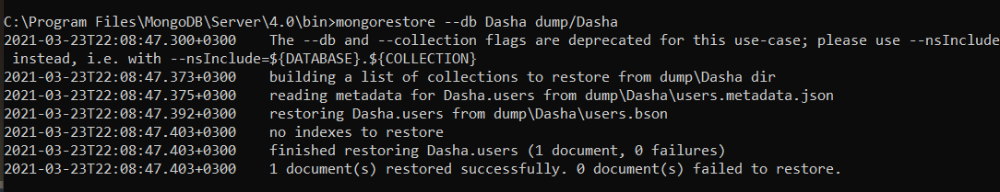 C:\Program Files\MongoDB\Server\4.0\bin>mongorestore --db Dasha dump/Dasha
2021-03-23T22:08:47.300+0300    The --db and --collection flags are deprecated for this use-case; please use --nsInclude
 instead, i.e. with --nsInclude=${DATABASE}.${COLLECTION}
2021-03-23T22:08:47.373+0300    building a list of collections to restore from dump\Dasha dir
2021-03-23T22:08:47.375+0300    reading metadata for Dasha.users from dump\Dasha\users.metadata.json
2021-03-23T22:08:47.392+0300    restoring Dasha.users from dump\Dasha\users.bson
2021-03-23T22:08:47.403+0300    no indexes to restore
2021-03-23T22:08:47.403+0300    finished restoring Dasha.users (1 document, 0 failures)
2021-03-23T22:08:47.403+0300    1 document(s) restored successfully. 0 document(s) failed to restore.